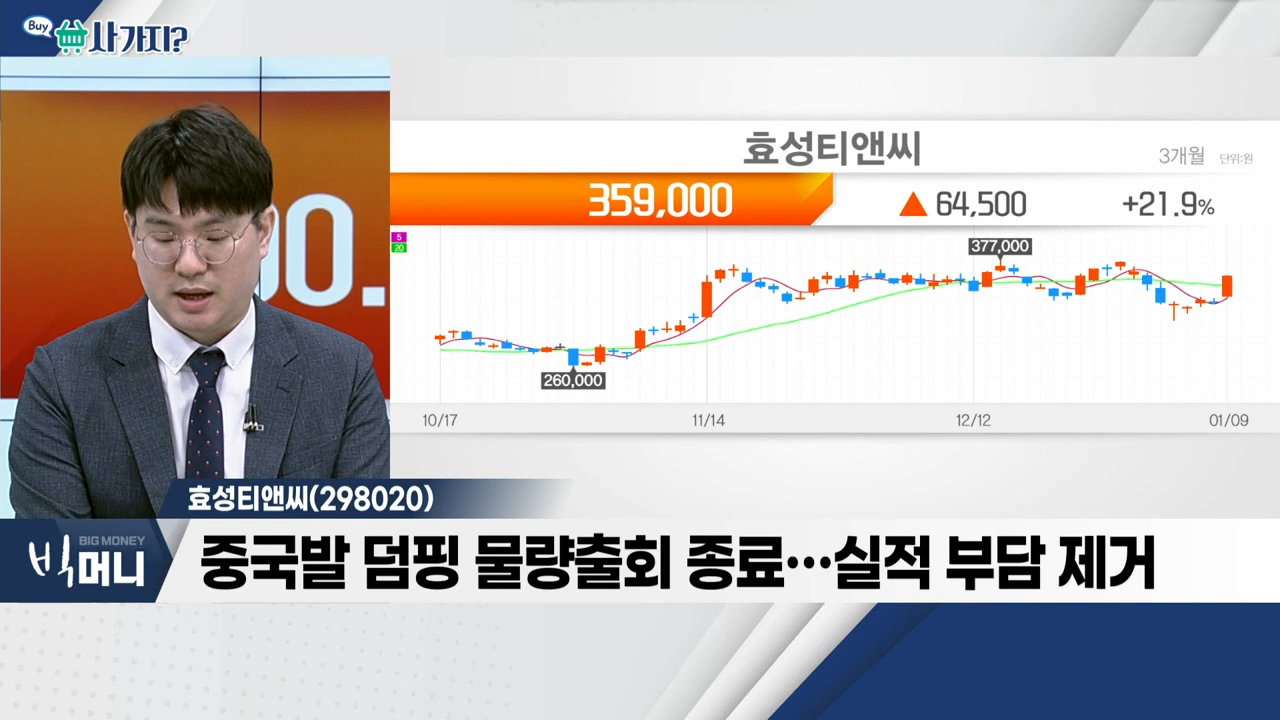 Buy
사가지?
00.
효성티앤씨
3개월 단위:원
359,000 ▲ 64,500 +21.9%
5
20
377,000
260,000
10/17 11/14 12/12 01/09
효성티앤씨(298020)
BIG MONEY
빅머니
중국발 덤핑 물량출회 종료…실적 부담 제거